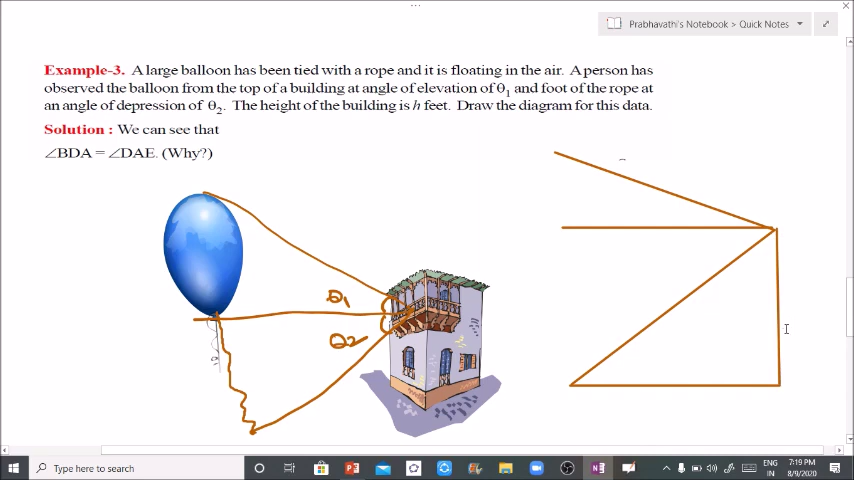 Prabhavathi's Notebook > Quick Notes
Example-3. A large balloon has been tied with a rope and it is floating in the air. A person has
observed the balloon from the top of a building at angle of elevation of θ1 and foot of the rope at
an angle of depression of θ2. The height of the building is h feet. Draw the diagram for this data.
Solution : We can see that
∠BDA = ∠DAE. (Why?)
θ1
θ2
Type here to search
ENG
IN
7:19 PM
8/9/2020